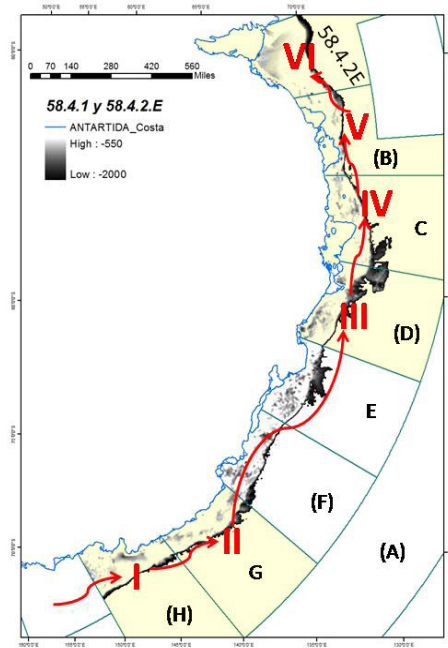 0 70 140 280 420 560
Miles
58.4.1 y 58.4.2.E
ANTARTIDA_Costa
High : -550
Low : -2000
58.4.2E
VI
V
(B)
IV
C
III
(D)
E
(F)
(A)
II
G
I
(H)